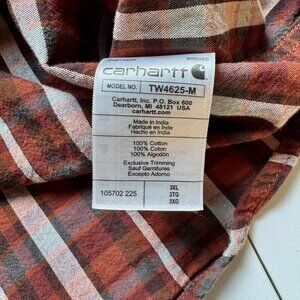 carhartt
MODEL NO. TW4625-M
Carhartt, Inc. P.O. Box 600
Dearborn, MI 48121 USA
carhartt.com
Made in India
Fabriqué en Inde
Hecho en India
100% Cotton
100% Coton
100% Algodón
Exclusive Trimming
Sauf Garnitures
Excepto Adorno
105702 225
3XL
3TG
3XG